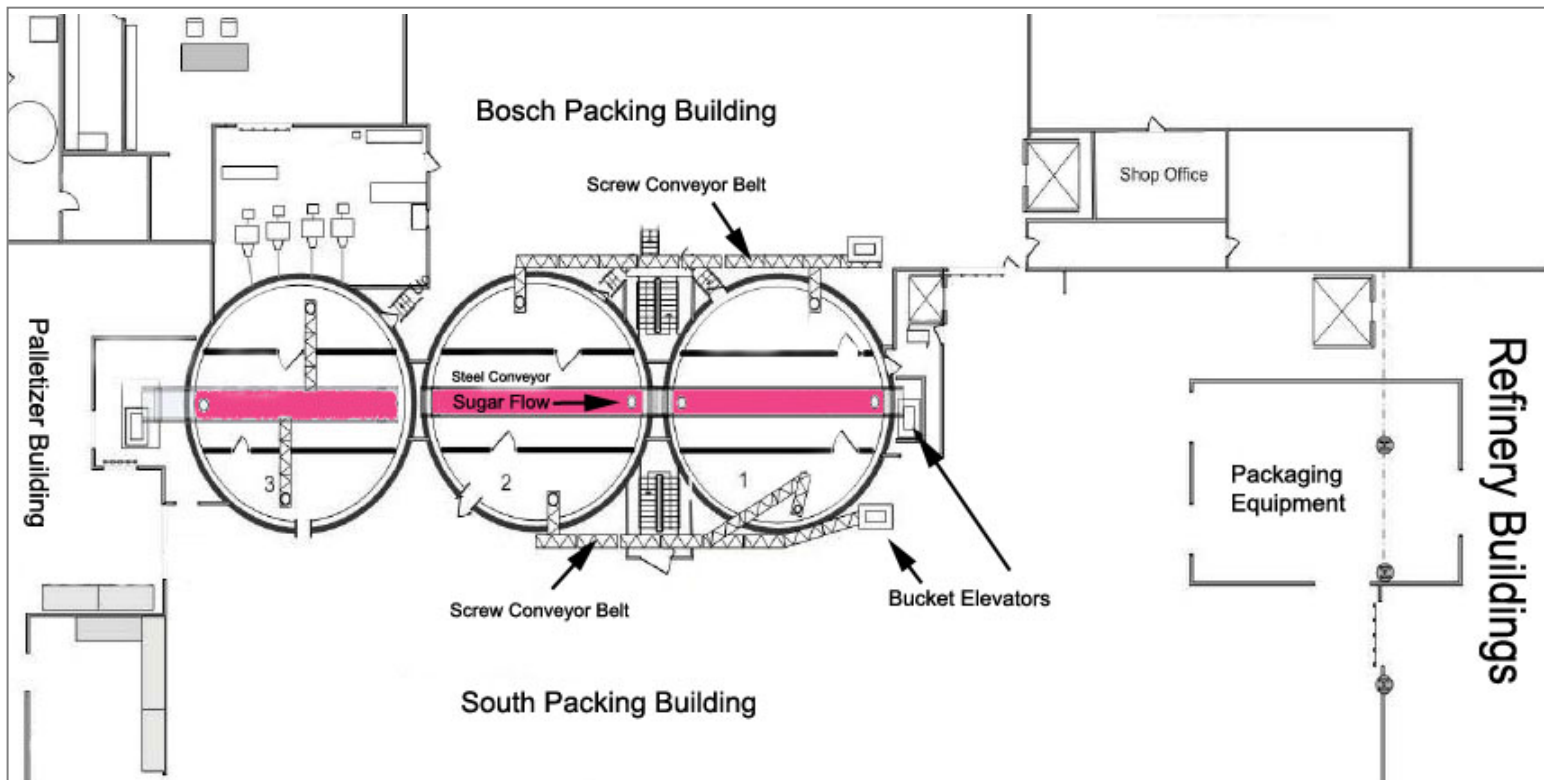 Bosch Packing Building
Screw Conveyor Belt
Shop Office
Up
Palletizer Building
Steel Conveyor
Sugar Flow
Refinery Buildings
3
2
1
Packaging
Equipment
Screw Conveyor Belt
Bucket Elevators
South Packing Building